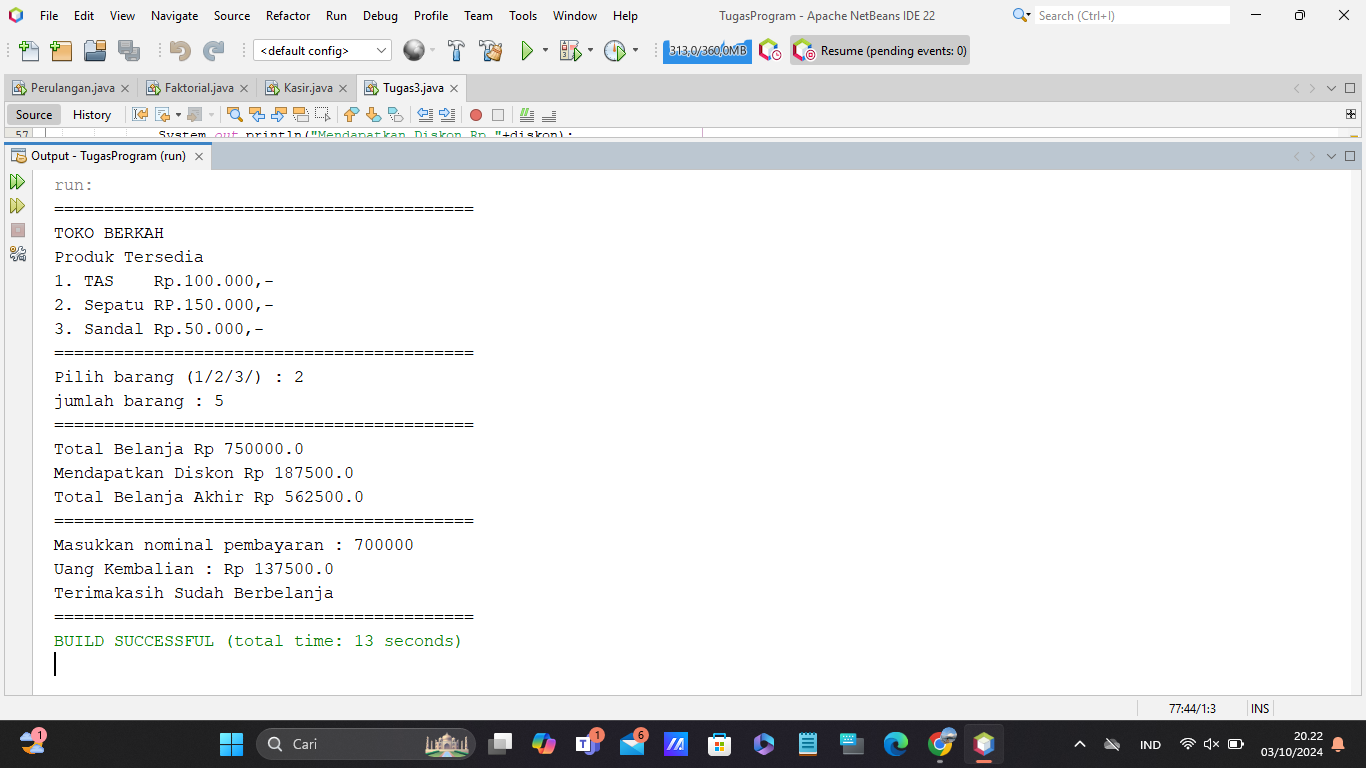 File Edit View Navigate Source Refactor Run Debug Profile Team Tools Window Help TugasProgram - Apache NetBeans IDE 22 Search (Ctrl+I)
<default config> 313,0/360,0MB Resume (pending events: 0)
Perulangan.java Faktorial.java Kasir.java Tugas3.java
Source History
57 System.out.println("Mendapatkan Diskon Rp "+diskon);
Output - TugasProgram (run)
run:
==========================================
TOKO BERKAH
Produk Tersedia
1. TAS    Rp.100.000,-
2. Sepatu RP.150.000,-
3. Sandal Rp.50.000,-
==========================================
Pilih barang (1/2/3/) : 2
jumlah barang : 5
==========================================
Total Belanja Rp 750000.0
Mendapatkan Diskon Rp 187500.0
Total Belanja Akhir Rp 562500.0
==========================================
Masukkan nominal pembayaran : 700000
Uang Kembalian : Rp 137500.0
Terimakasih Sudah Berbelanja
==========================================
BUILD SUCCESSFUL (total time: 13 seconds)
77:44/1:3 INS
1 Cari 1 6 IND 20.22
03/10/2024